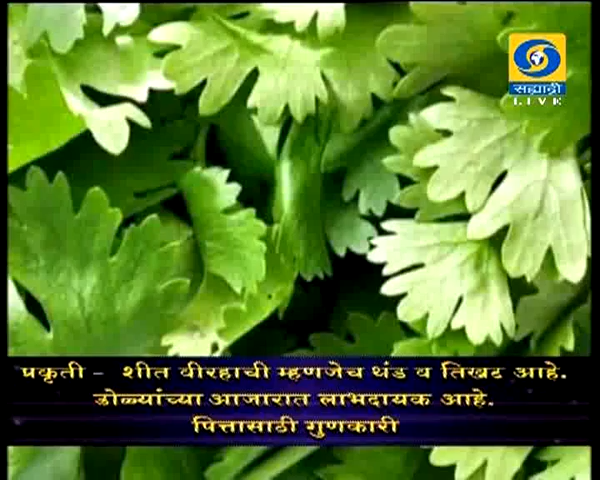 सह्याद्री
LIVE
प्रकृती - शीत वीरहाची म्हणजेच थंड व तिखट आहे.
डोळ्यांच्या आजारात लाभदायक आहे.
पित्तासाठी गुणकारी